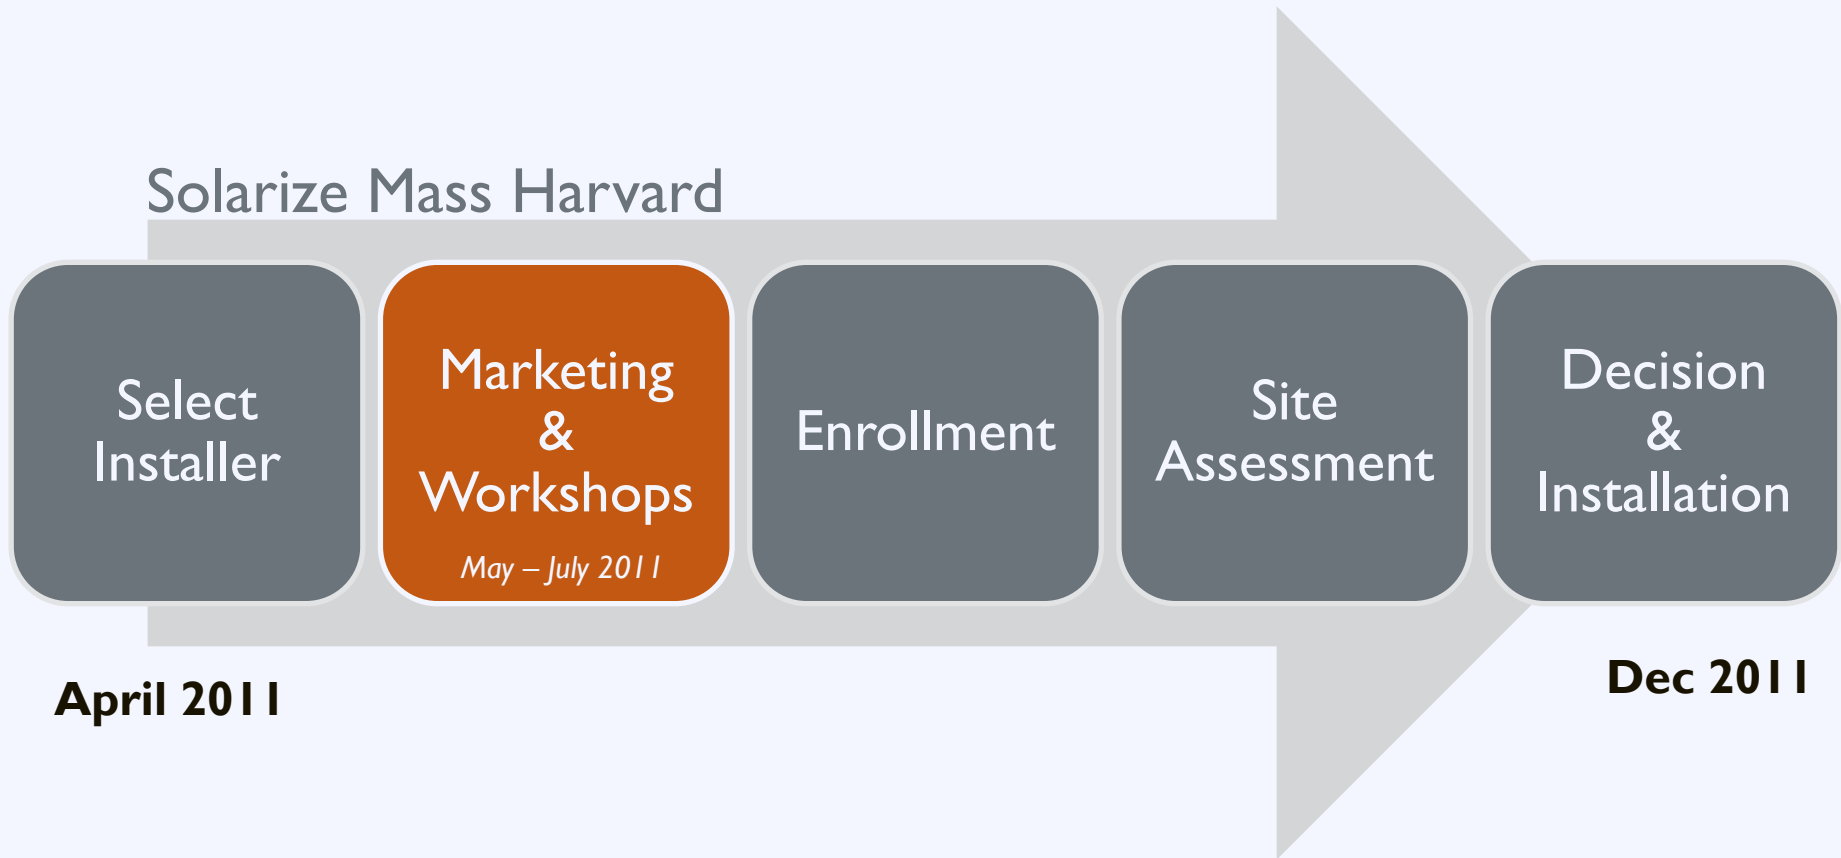 Solarize Mass Harvard
Select
Installer
Marketing
&
Workshops
May – July 2011
Enrollment
Site
Assessment
Decision
&
Installation
April 2011
Dec 2011